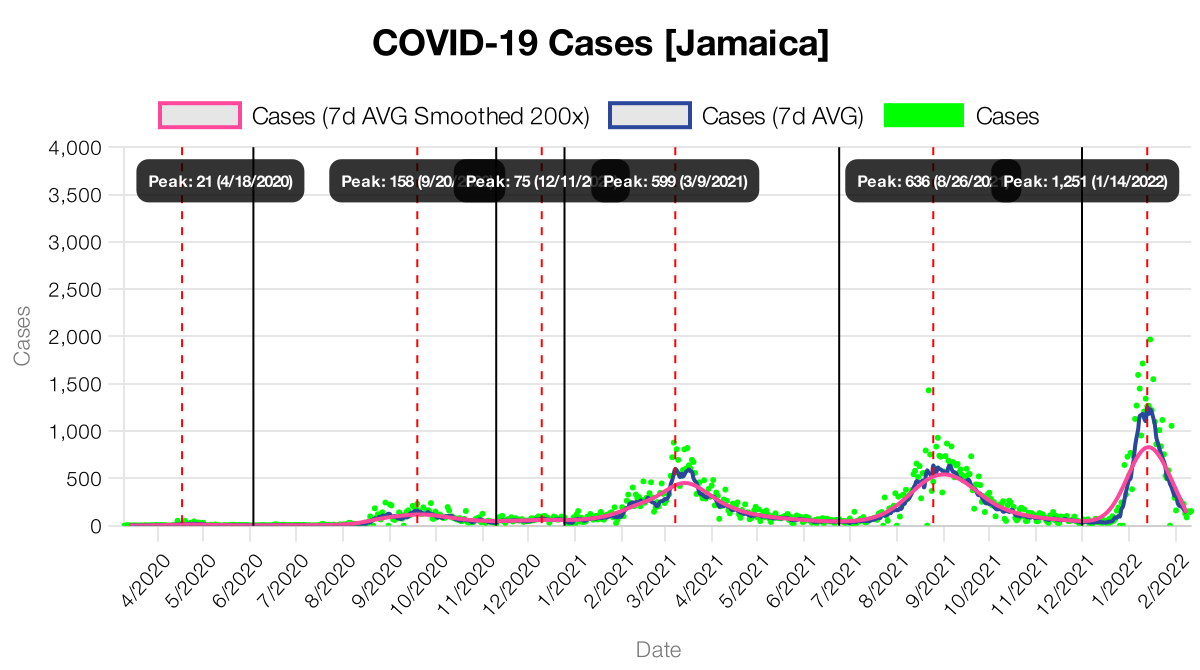 COVID-19 Cases [Jamaica]
Cases (7d AVG Smoothed 200x)
Cases (7d AVG)
Cases
4,000
3,500
3,000
2,500
2,000
1,500
1,000
500
0
Cases
Peak: 21 (4/18/2020)
Peak: 158 (9/20/2
Peak: 75 (12/11/20
Peak: 599 (3/9/2021)
Peak: 636 (8/26/202
Peak: 1,251 (1/14/2022)
4/2020
5/2020
6/2020
7/2020
8/2020
9/2020
10/2020
11/2020
12/2020
1/2021
2/2021
3/2021
4/2021
5/2021
6/2021
7/2021
8/2021
9/2021
10/2021
11/2021
12/2021
1/2022
2/2022
Date